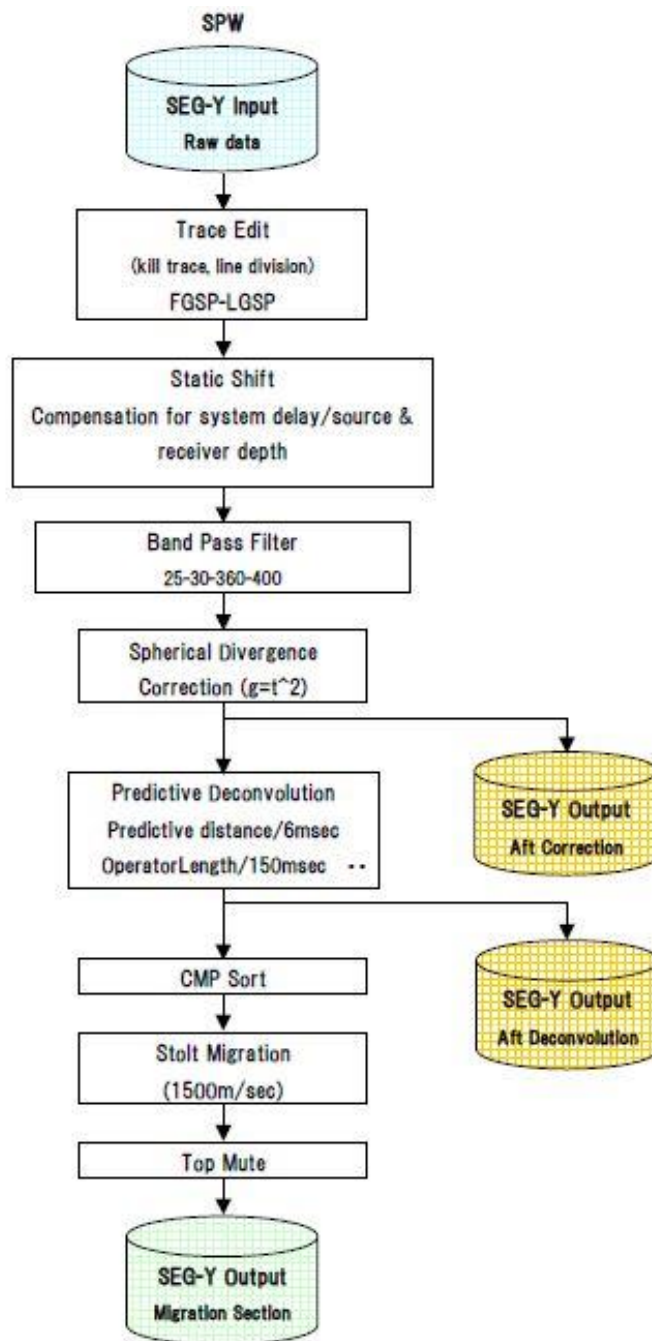 SPW
SEG-Y Input
Raw data
Trace Edit
(kill trace, line division)
FGSP-LGSP
Static Shift
Compensation for system delay/source &
receiver depth
Band Pass Filter
25-30-360-400
Spherical Divergence
Correction (g=t^2)
Predictive Deconvolution
Predictive distance/6msec
OperatorLength/150msec ··
SEG-Y Output
Aft Correction
CMP Sort
SEG-Y Output
Aft Deconvolution
Stolt Migration
(1500m/sec)
Top Mute
SEG-Y Output
Migration Section